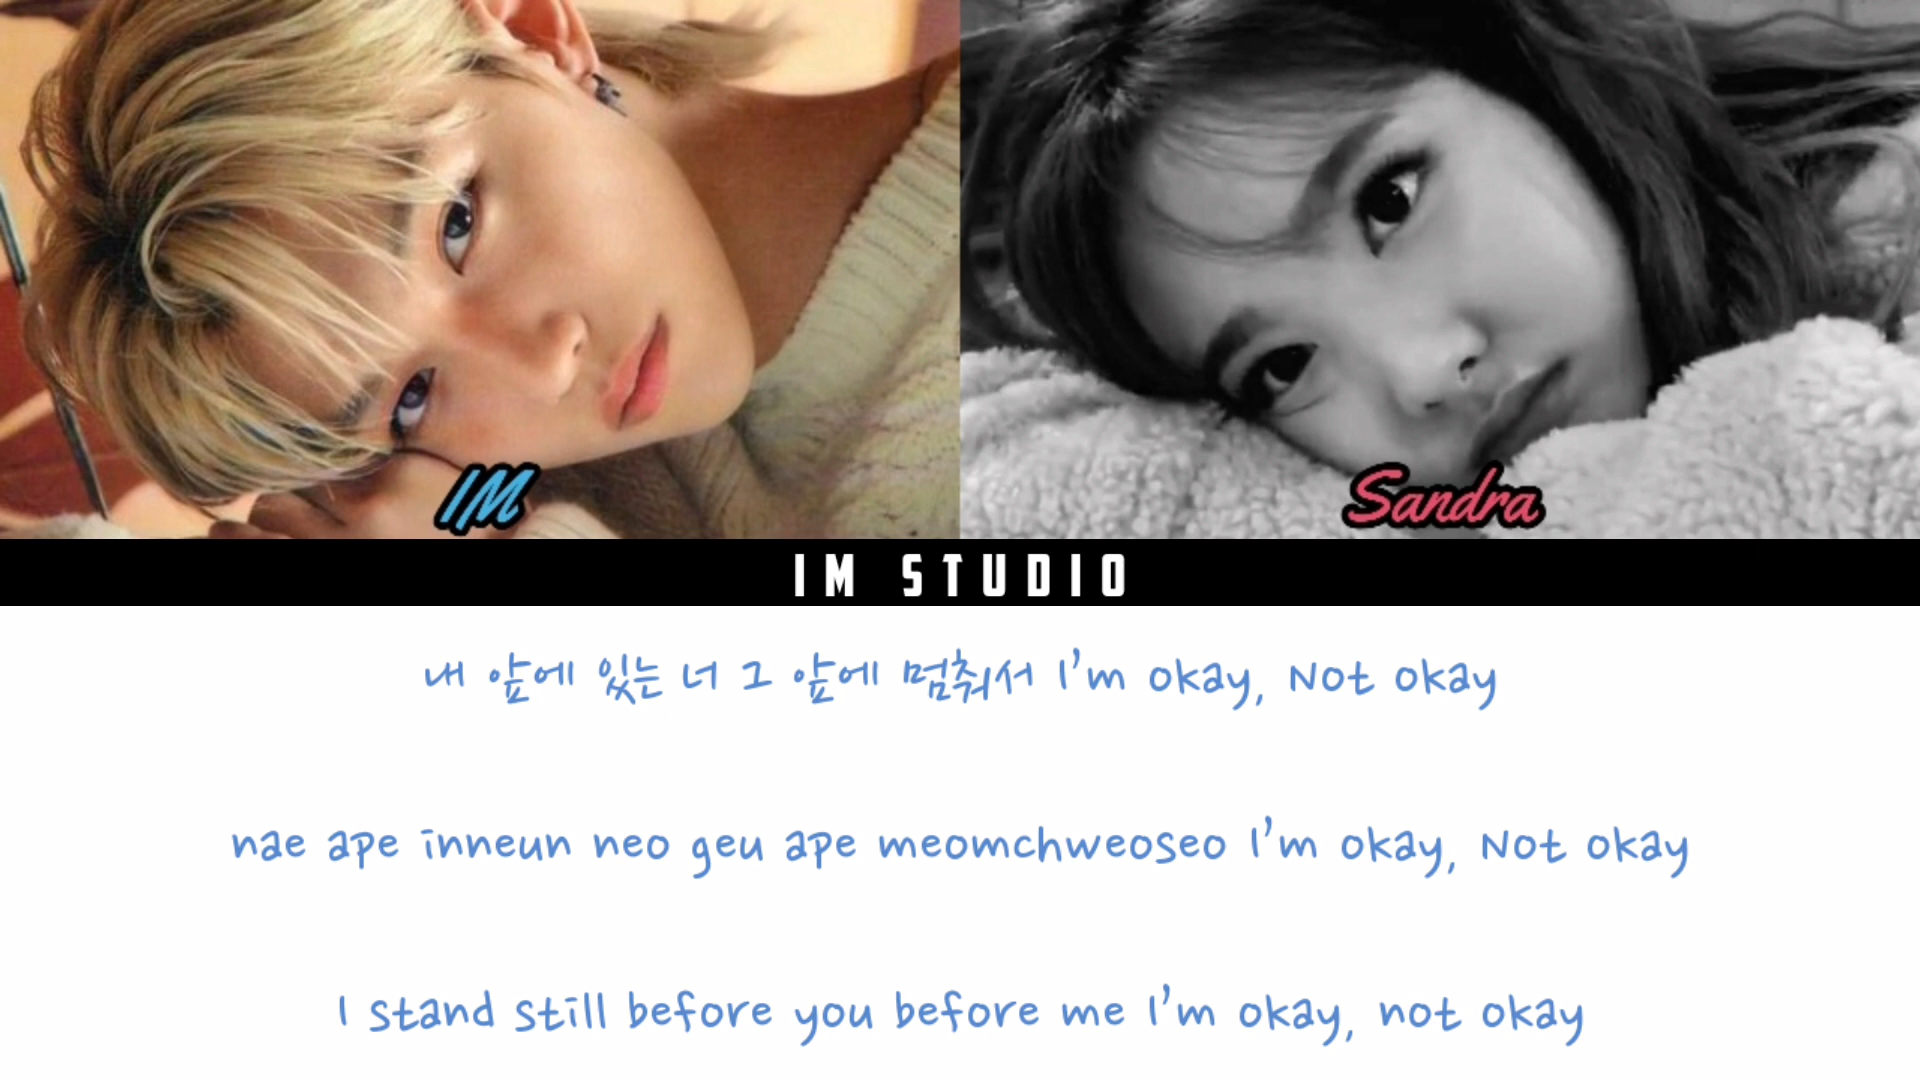 IM
Sandra
IM STUDIO
내 앞에 있는 너 그 앞에 멈춰서 I'm okay, Not okay
nae ape inneun neo geu ape meomchweoseo I'm okay, Not okay
I stand still before you before me I'm okay, not okay